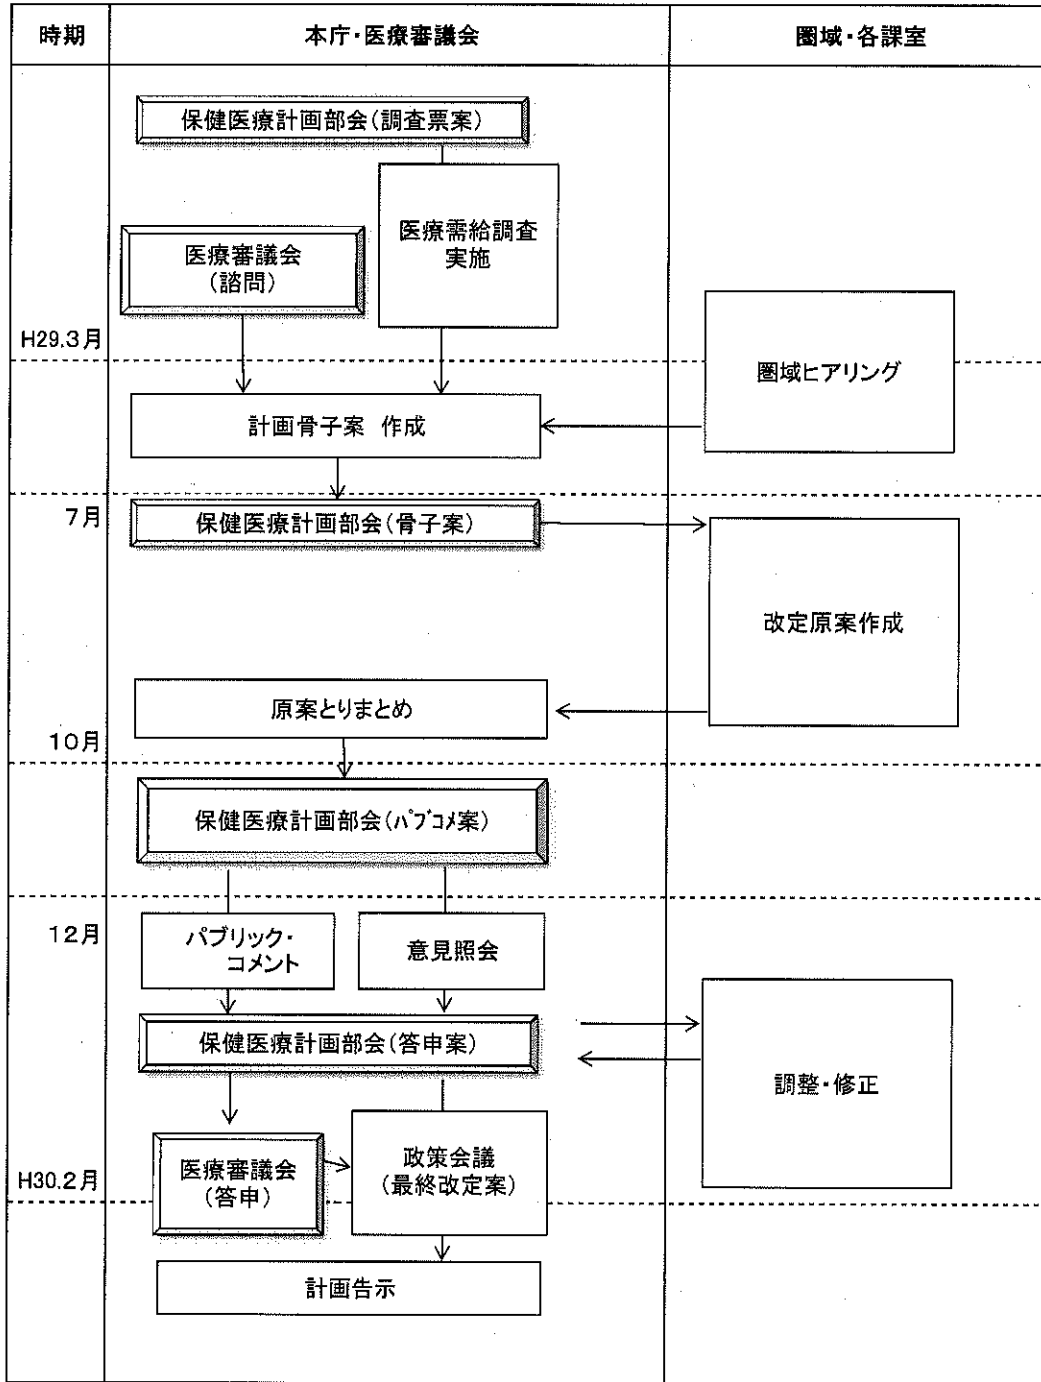 時期
本庁・医療審議会
圏域・各課室
保健医療計画部会(調査票案)
医療需給調査
実施
医療審議会
(諮問)
H29.3月
圏域ヒアリング
計画骨子案 作成
7月
保健医療計画部会(骨子案)
改定原案作成
原案とりまとめ
10月
保健医療計画部会(ﾊﾟﾌﾞｺﾒ案)
12月
パブリック・
コメント
意見照会
保健医療計画部会(答申案)
調整・修正
医療審議会
(答申)
政策会議
(最終改定案)
H30.2月
計画告示